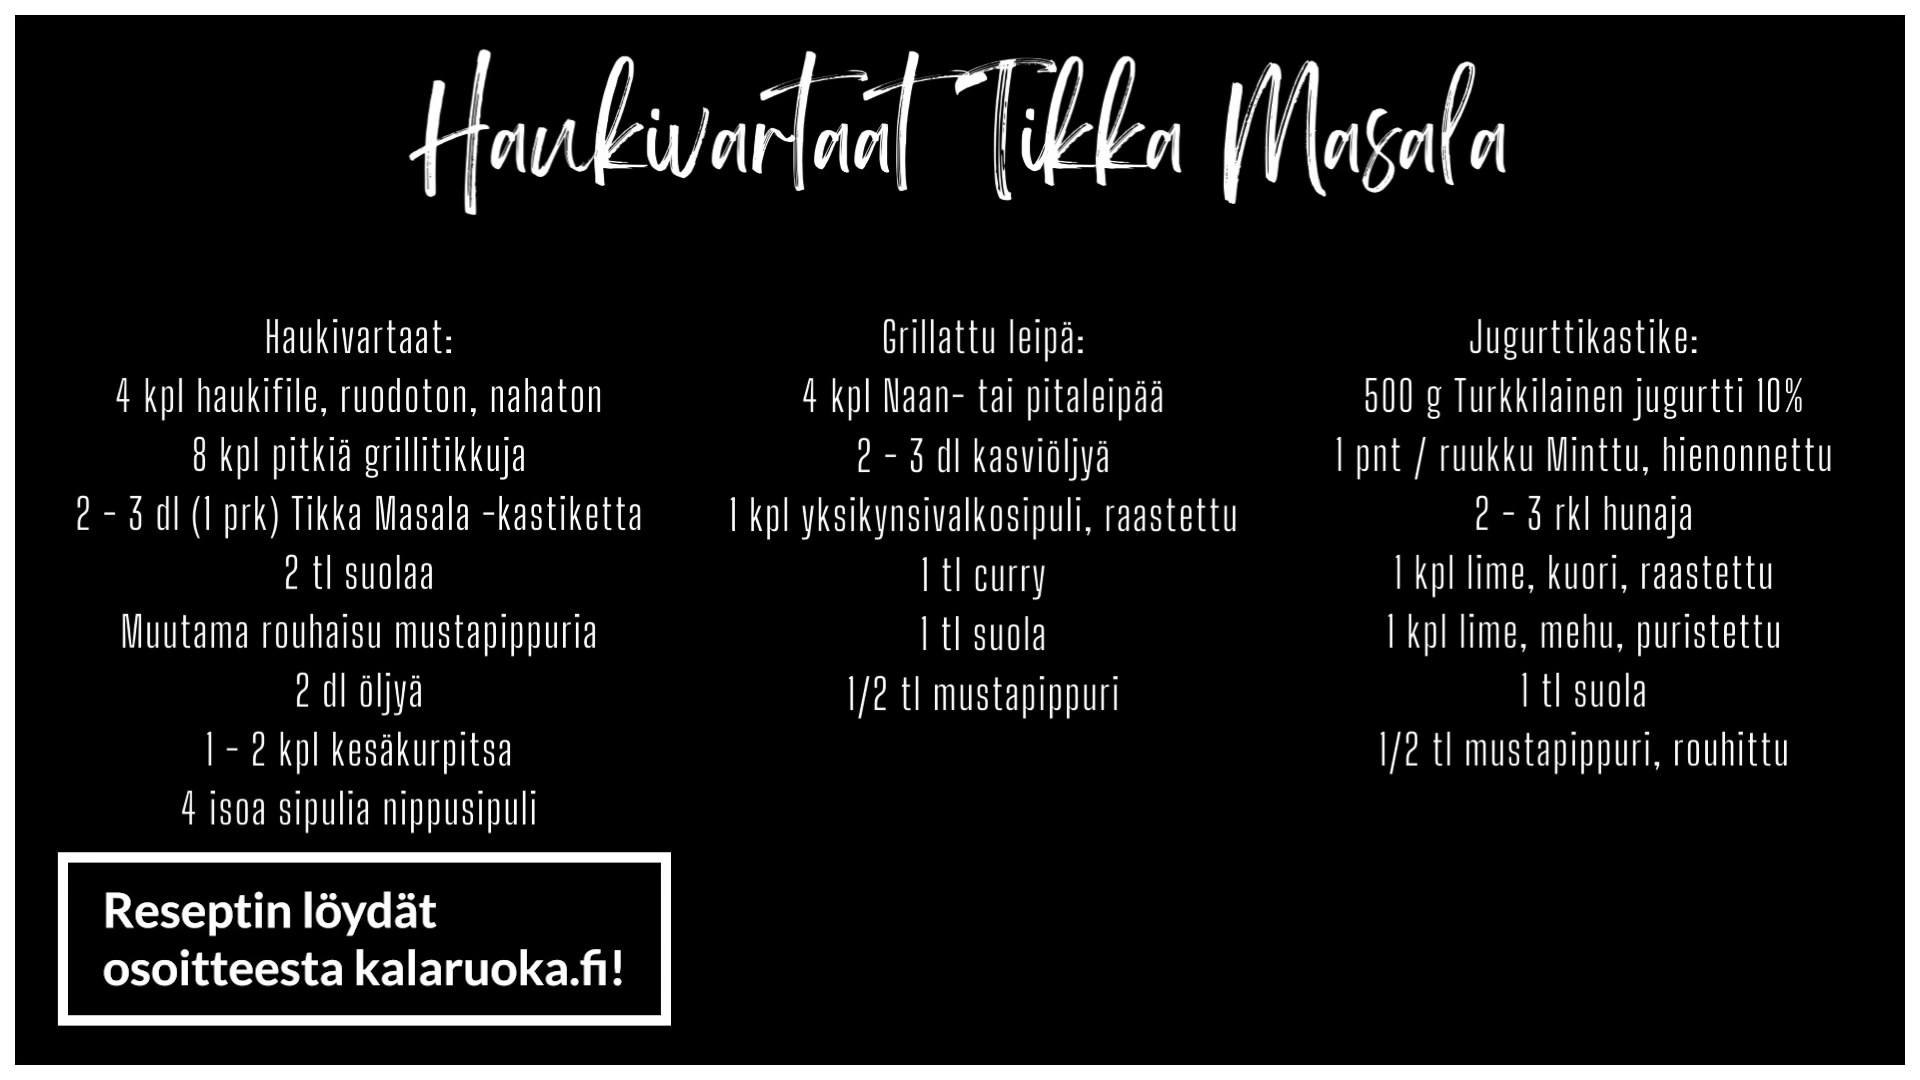 Haukivartaat Tikka Masala
Haukivartaat:
4 kpl haukifile, ruodoton, nahaton
8 kpl pitkiä grillitikkuja
2 - 3 dl (1 prk) Tikka Masala -kastiketta
2 tl suolaa
Muutama rouhaisu mustapippuria
2 dl öljyä
1 - 2 kpl kesäkurpitsa
4 isoa sipulia nippusipuli
Grillattu leipä:
4 kpl Naan- tai pitaleipää
2 - 3 dl kasviöljyä
1 kpl yksikynsivalkosipuli, raastettu
1 tl curry
1 tl suola
1/2 tl mustapippuri
Jugurttikastike:
500 g Turkkilainen jugurtti 10%
1 pnt / ruukku Minttu, hienonnettu
2 - 3 rkl hunaja
1 kpl lime, kuori, raastettu
1 kpl lime, mehu, puristettu
1 tl suola
1/2 tl mustapippuri, rouhittu
Reseptin löydät
osoitteesta kalaruoka.fi!